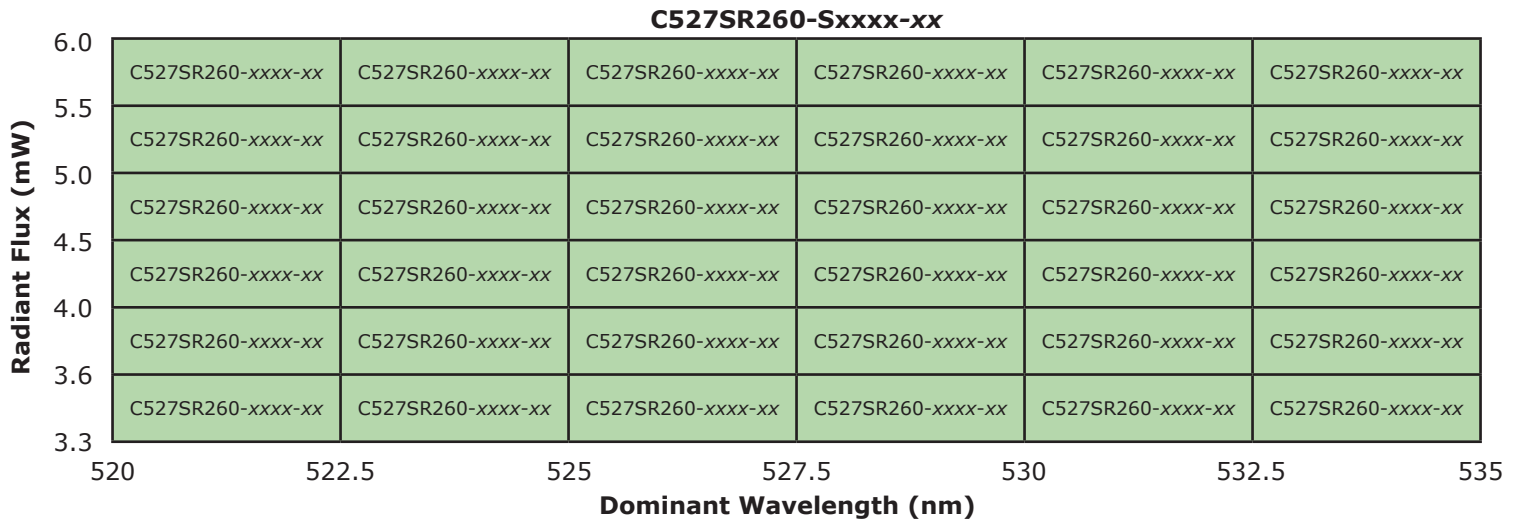 C527SR260-Sxxxx-xx
6.0
C527SR260-xxxx-xx C527SR260-xxxx-xx C527SR260-xxxx-xx C527SR260-xxxx-xx C527SR260-xxxx-xx C527SR260-xxxx-xx
5.5
C527SR260-xxxx-xx C527SR260-xxxx-xx C527SR260-xxxx-xx C527SR260-xxxx-xx C527SR260-xxxx-xx C527SR260-xxxx-xx
5.0
C527SR260-xxxx-xx C527SR260-xxxx-xx C527SR260-xxxx-xx C527SR260-xxxx-xx C527SR260-xxxx-xx C527SR260-xxxx-xx
4.5
C527SR260-xxxx-xx C527SR260-xxxx-xx C527SR260-xxxx-xx C527SR260-xxxx-xx C527SR260-xxxx-xx C527SR260-xxxx-xx
4.0
C527SR260-xxxx-xx C527SR260-xxxx-xx C527SR260-xxxx-xx C527SR260-xxxx-xx C527SR260-xxxx-xx C527SR260-xxxx-xx
3.6
C527SR260-xxxx-xx C527SR260-xxxx-xx C527SR260-xxxx-xx C527SR260-xxxx-xx C527SR260-xxxx-xx C527SR260-xxxx-xx
3.3
Radiant Flux (mW)
520 522.5 525 527.5 530 532.5 535
Dominant Wavelength (nm)